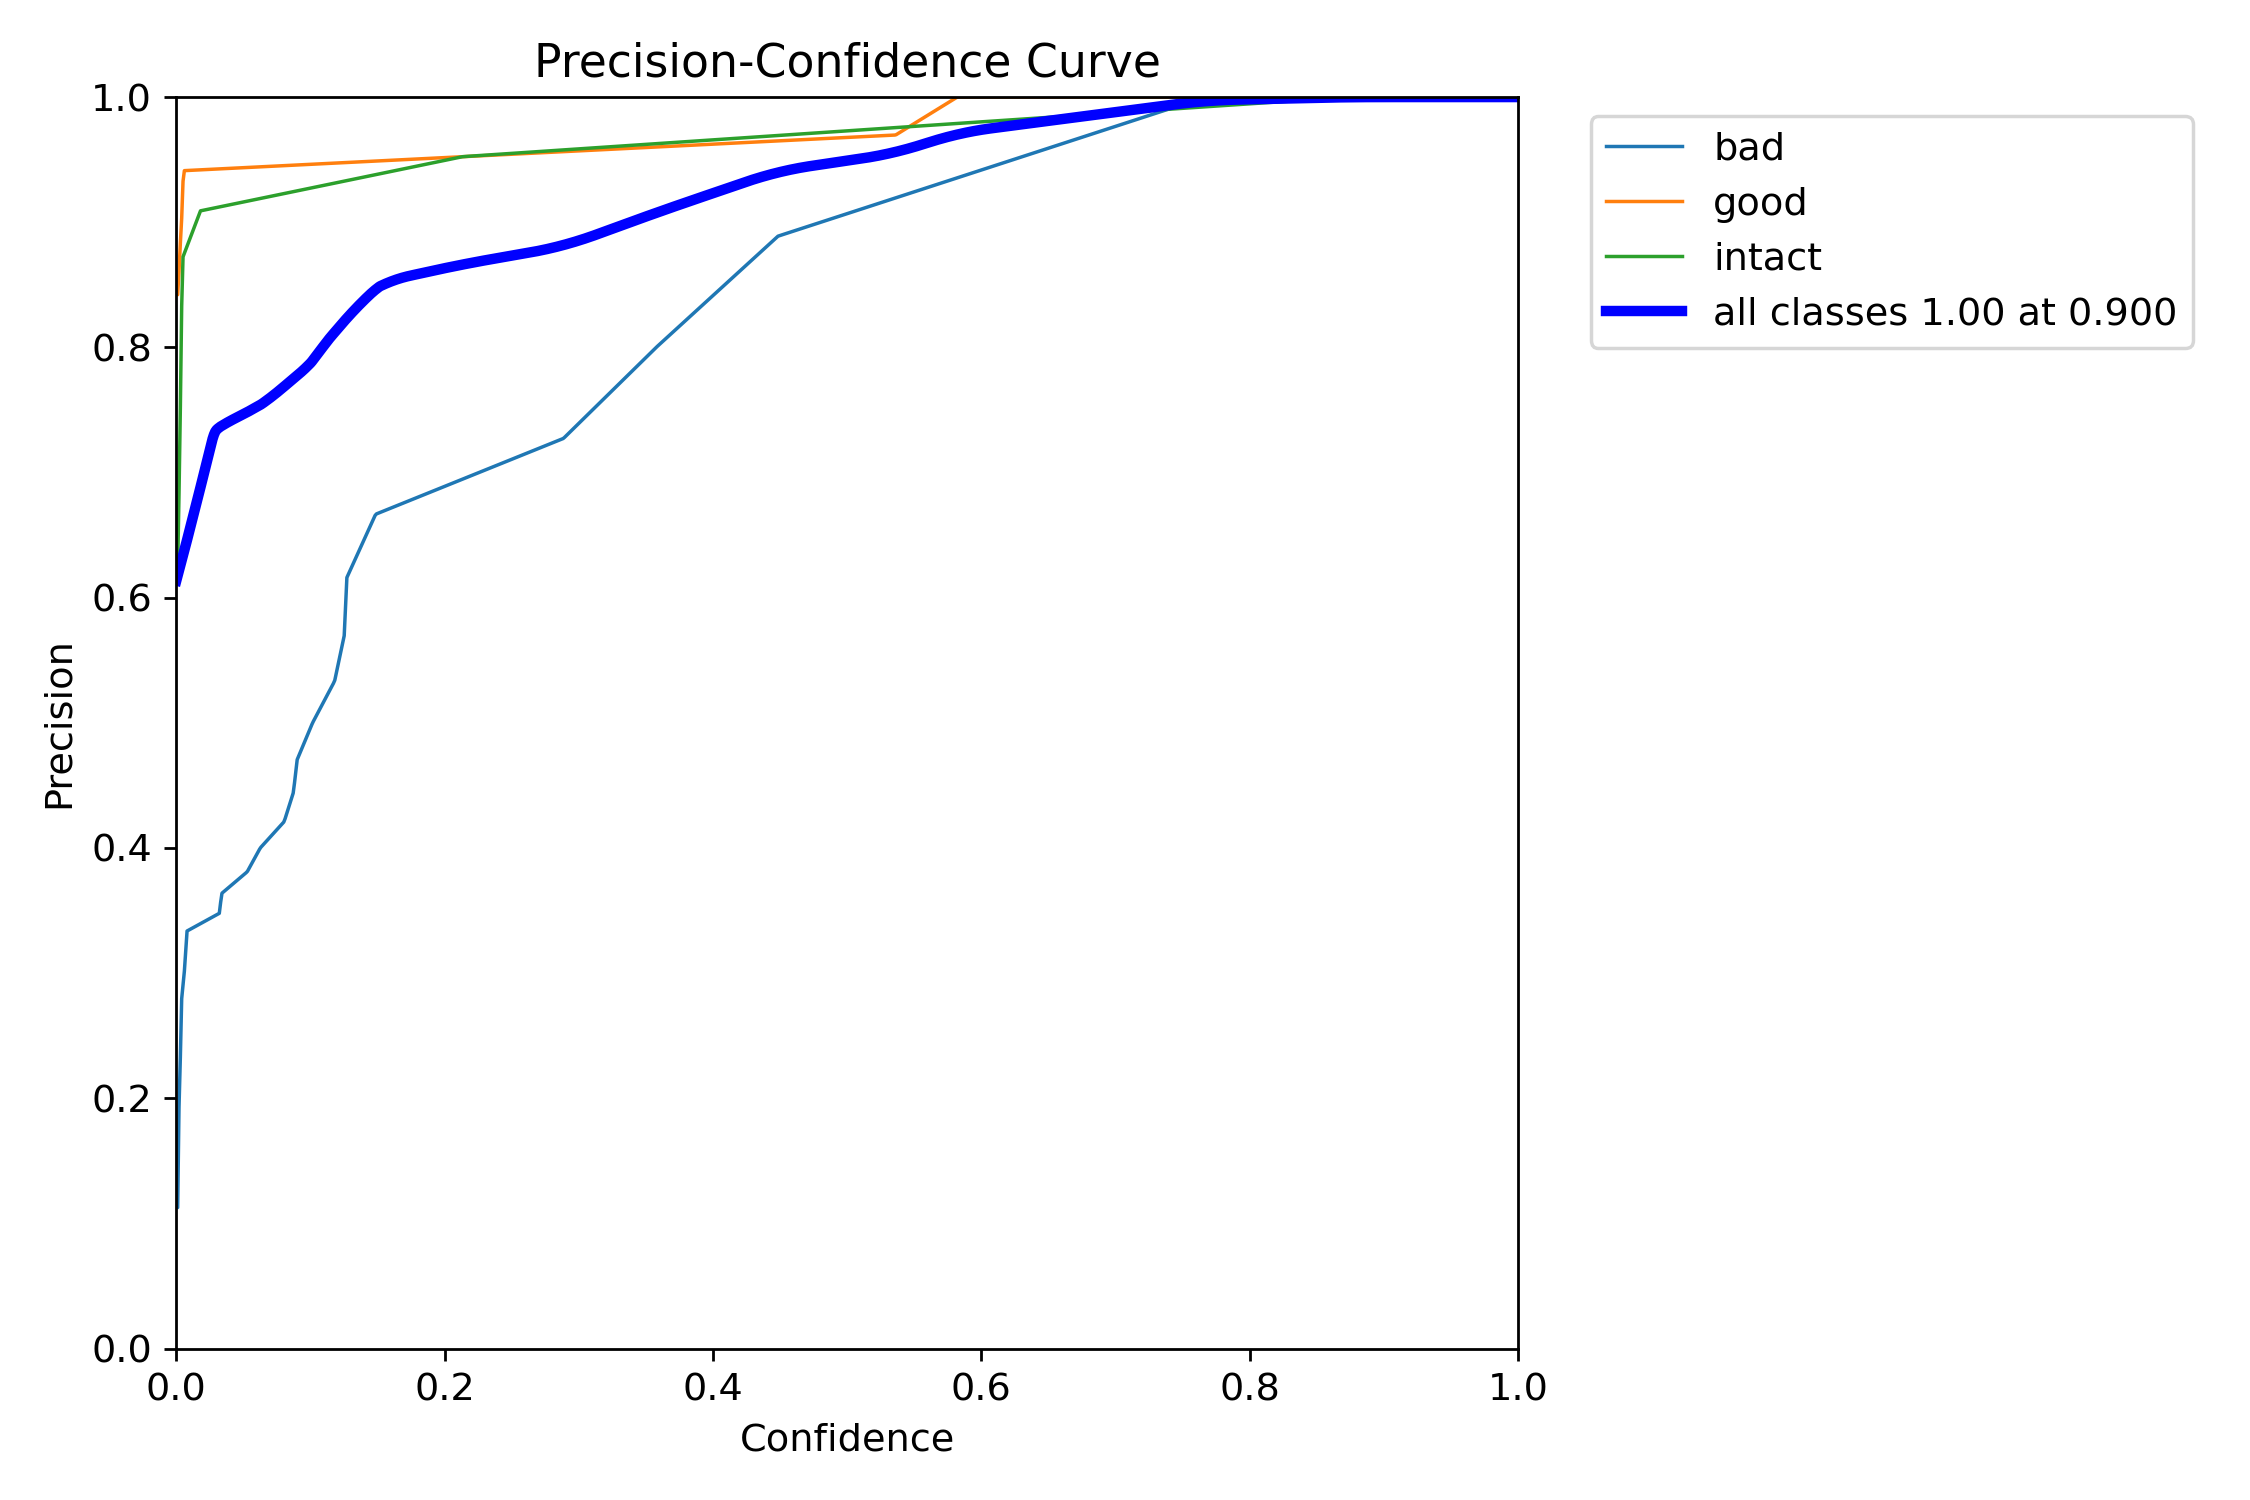 Precision-Confidence Curve
1.0
0.8
0.6
0.4
0.2
0.0
Precision
0.0 0.2 0.4 0.6 0.8 1.0
Confidence
bad
good
intact
all classes 1.00 at 0.900